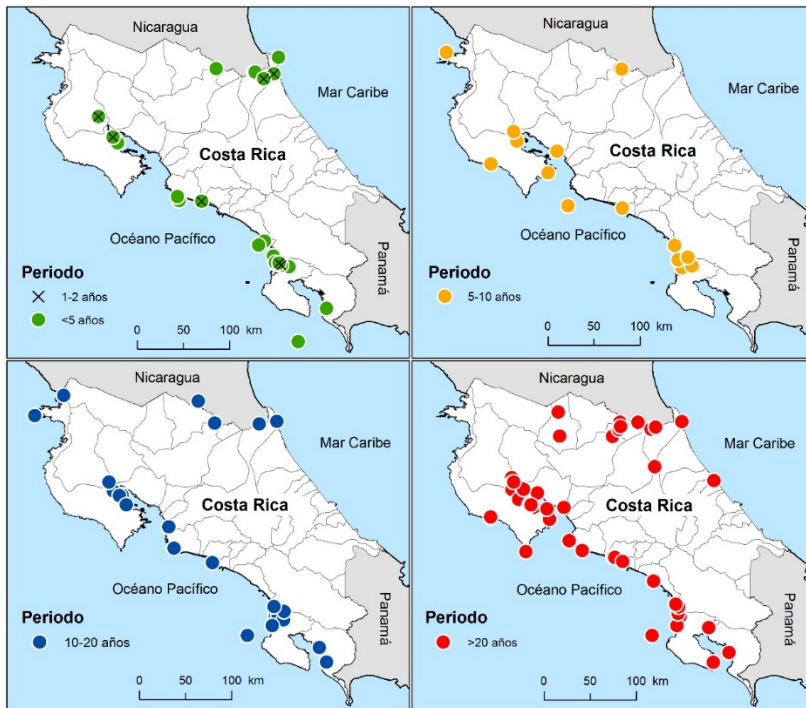 Nicaragua
Mar Caribe
Costa Rica
Océano Pacífico
Panamá
Periodo
1-2 años
<5 años
0 50 100 km
Nicaragua
Mar Caribe
Costa Rica
Océano Pacífico
Panamá
Periodo
5-10 años
0 50 100 km
Nicaragua
Mar Caribe
Costa Rica
Océano Pacífico
Panamá
Periodo
10-20 años
0 50 100 km
Nicaragua
Mar Caribe
Costa Rica
Océano Pacífico
Panamá
Periodo
>20 años
0 50 100 km